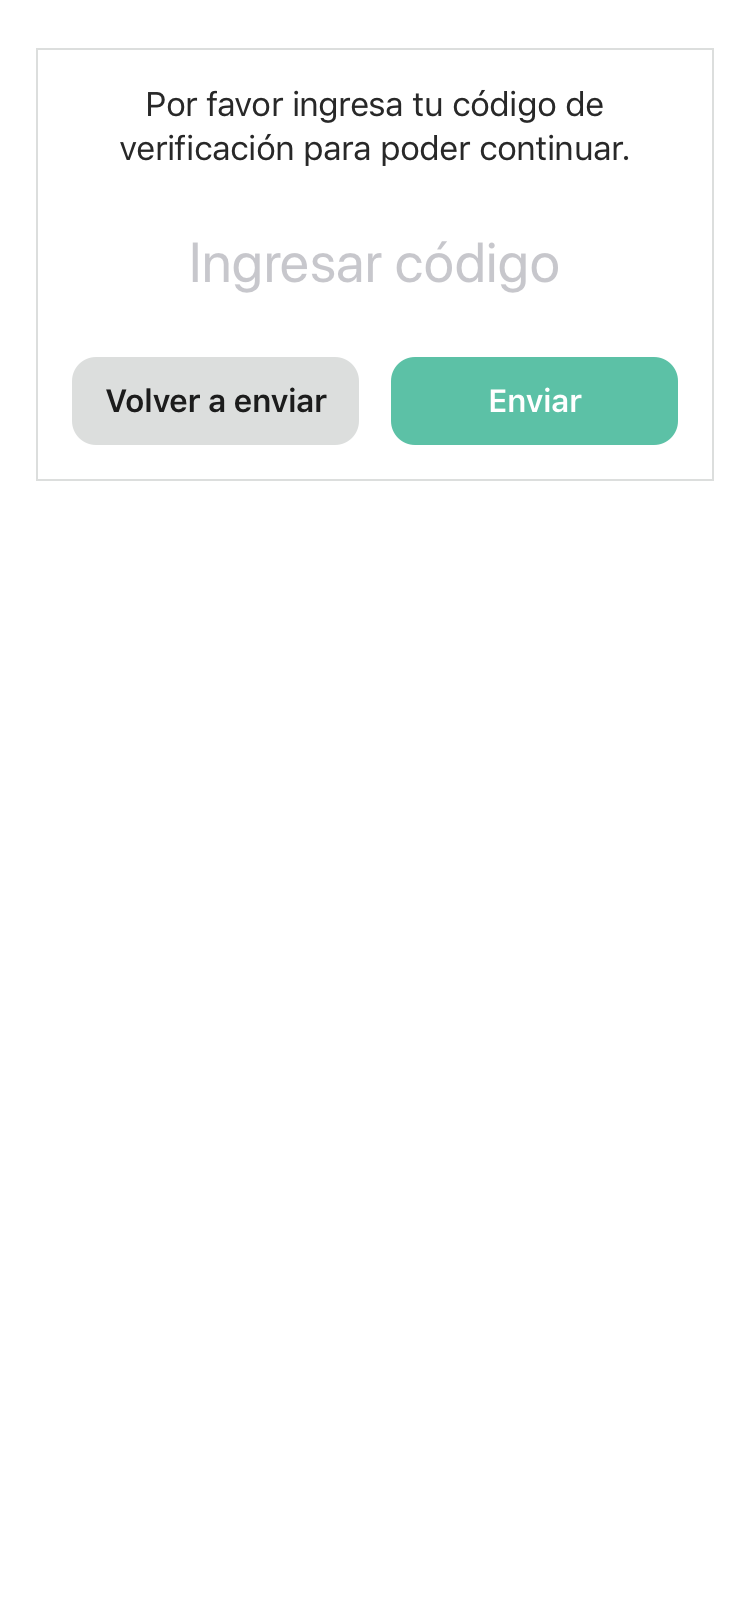 Por favor ingresa tu código de
verificación para poder continuar.
Ingresar código
Volver a enviar
Enviar